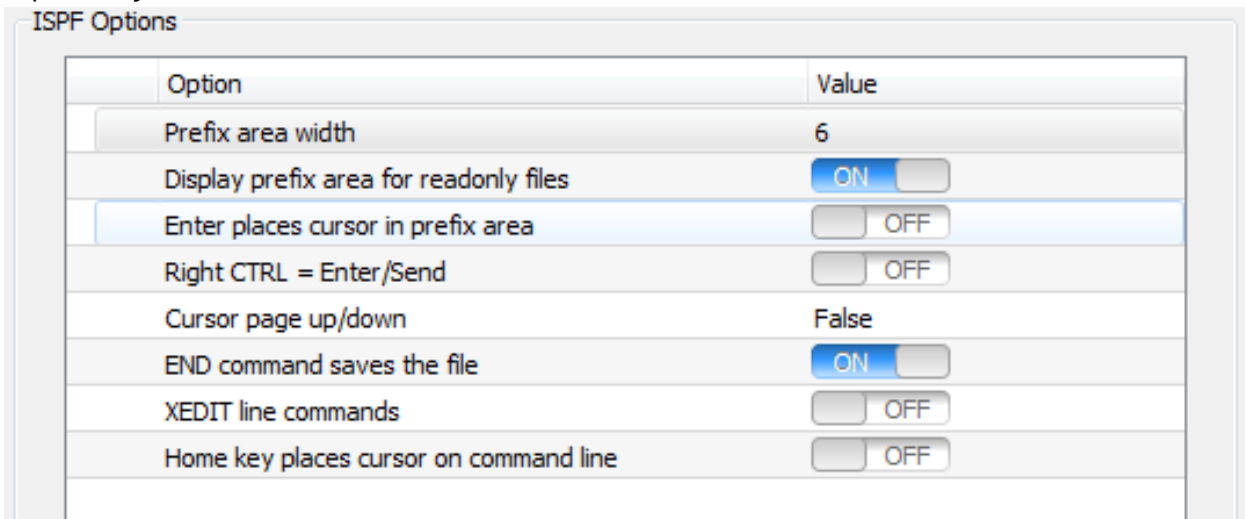 ISPF Options
Option Value
Prefix area width 6
Display prefix area for readonly files ON
Enter places cursor in prefix area OFF
Right CTRL = Enter/Send OFF
Cursor page up/down False
END command saves the file ON
XEDIT line commands OFF
Home key places cursor on command line OFF